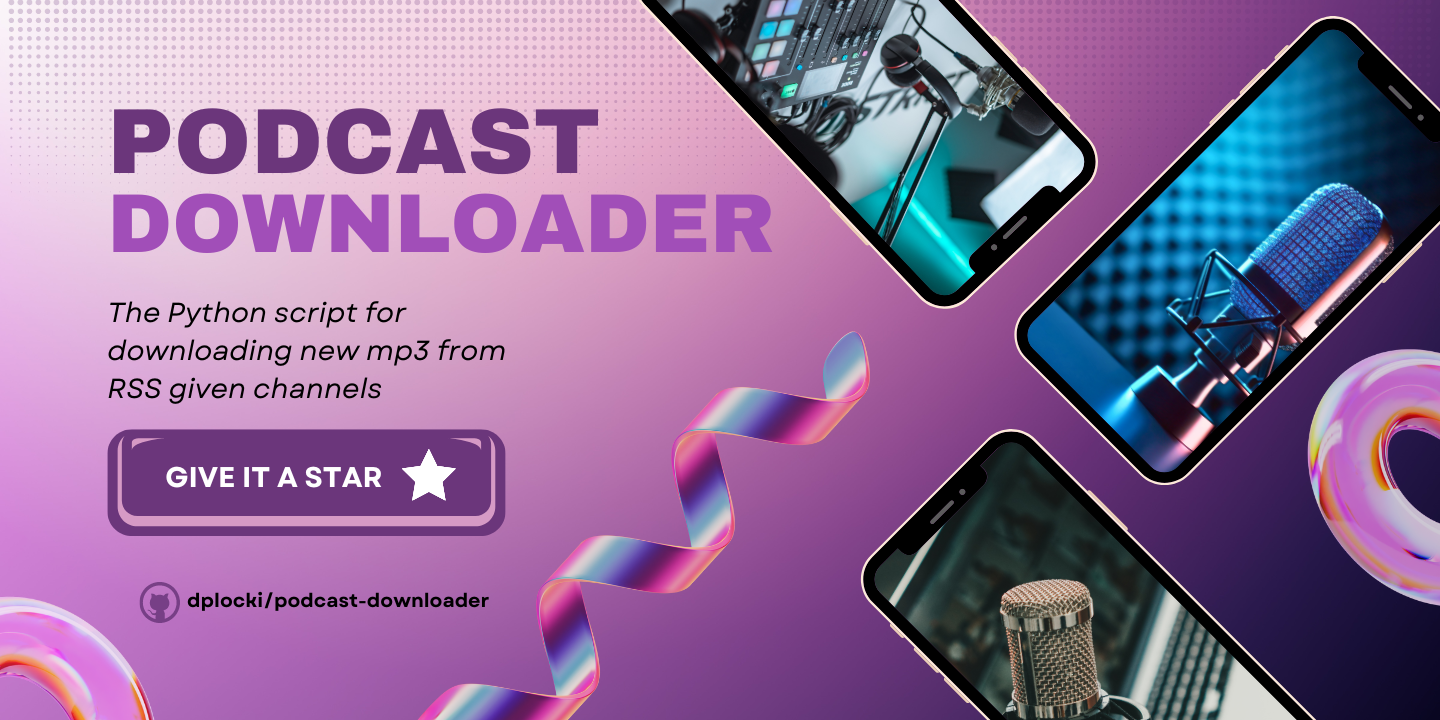 PODCAST
DOWNLOADER
The Python script for
downloading new mp3 from
RSS given channels
GIVE IT A STAR
dplocki/podcast-downloader